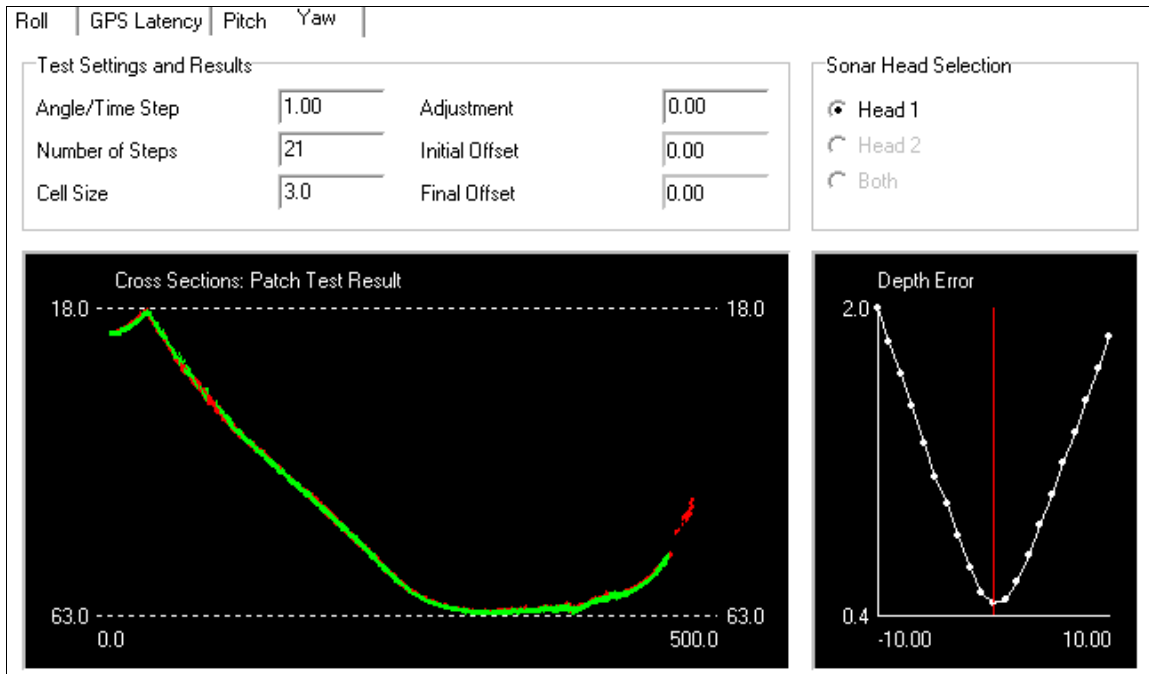 Roll GPS Latency Pitch Yaw
Test Settings and Results
Angle/Time Step 1.00 Adjustment 0.00
Number of Steps 21 Initial Offset 0.00
Cell Size 3.0 Final Offset 0.00
Sonar Head Selection
Head 1
Head 2
Both
Cross Sections: Patch Test Result
18.0 18.0
63.0 63.0
0.0 500.0
Depth Error
2.0
0.4
-10.00 10.00